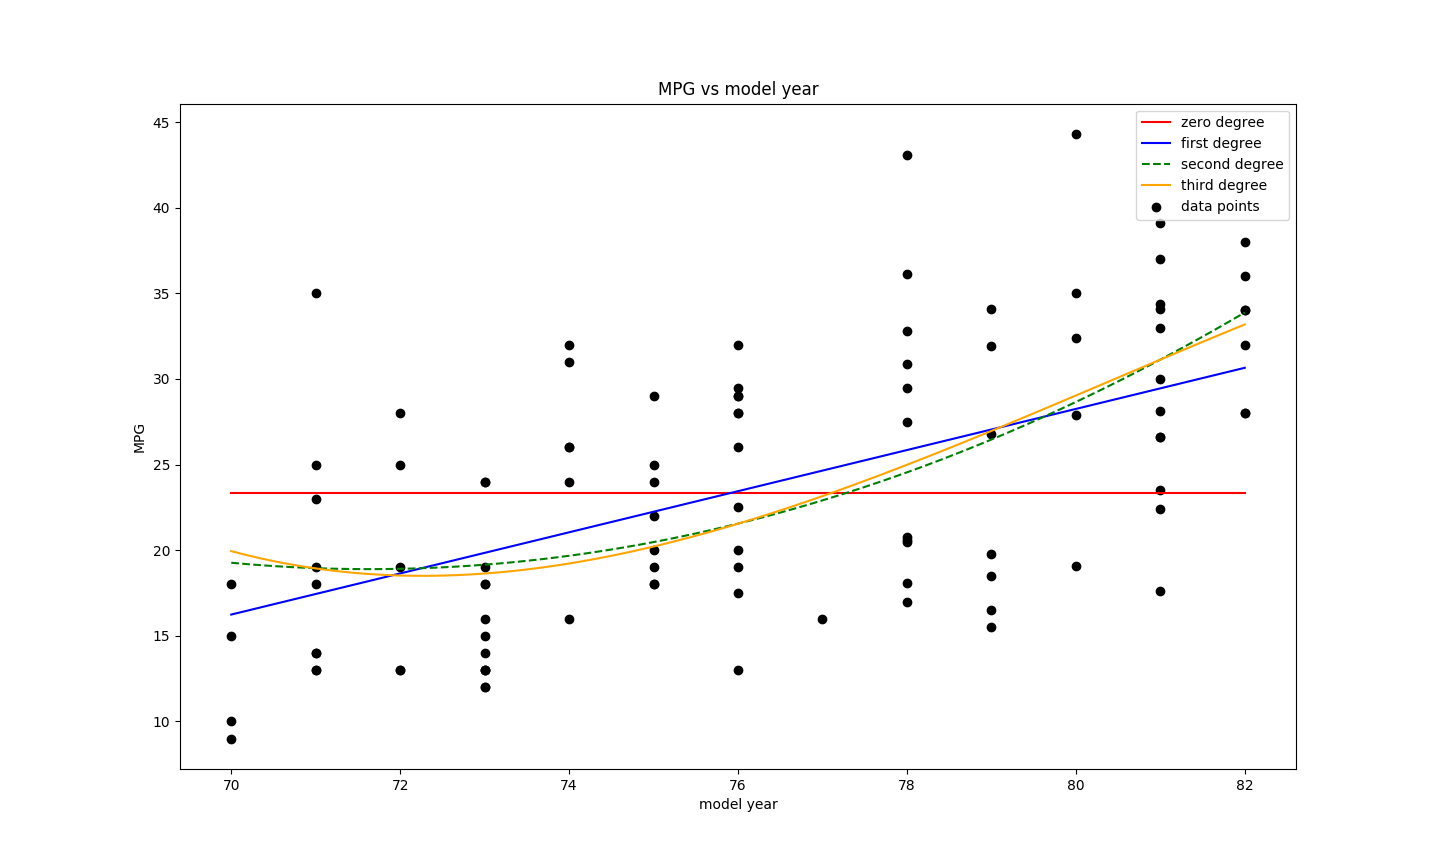 MPG vs model year
zero degree
first degree
second degree
third degree
data points
45
40
35
30
25
20
15
10
MPG
70 72 74 76 78 80 82
model year